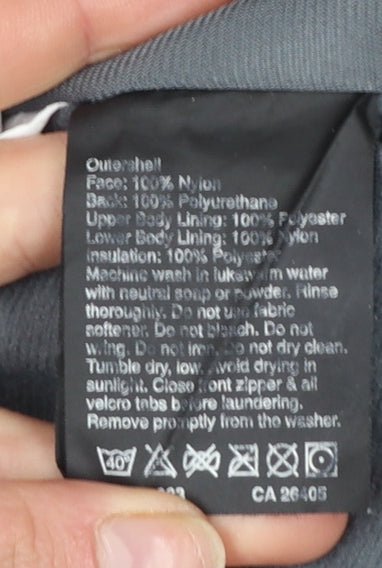 Outershell
Face: 100% Nylon
Back: 100% Polyurethane
Upper Body Lining: 100% Polyester
Lower Body Lining: 100% Nylon
Insulation: 100% Polyester
Machine wash in lukewarm water
with neutral soap or powder. Rinse
thoroughly. Do not use fabric
softener. Do not bleach. Do not
wring. Do not iron. Do not dry clean.
Tumble dry, low. Avoid drying in
sunlight. Close front zipper & all
velcro tabs before laundering.
Remove promptly from the washer.
40°
CA 26405